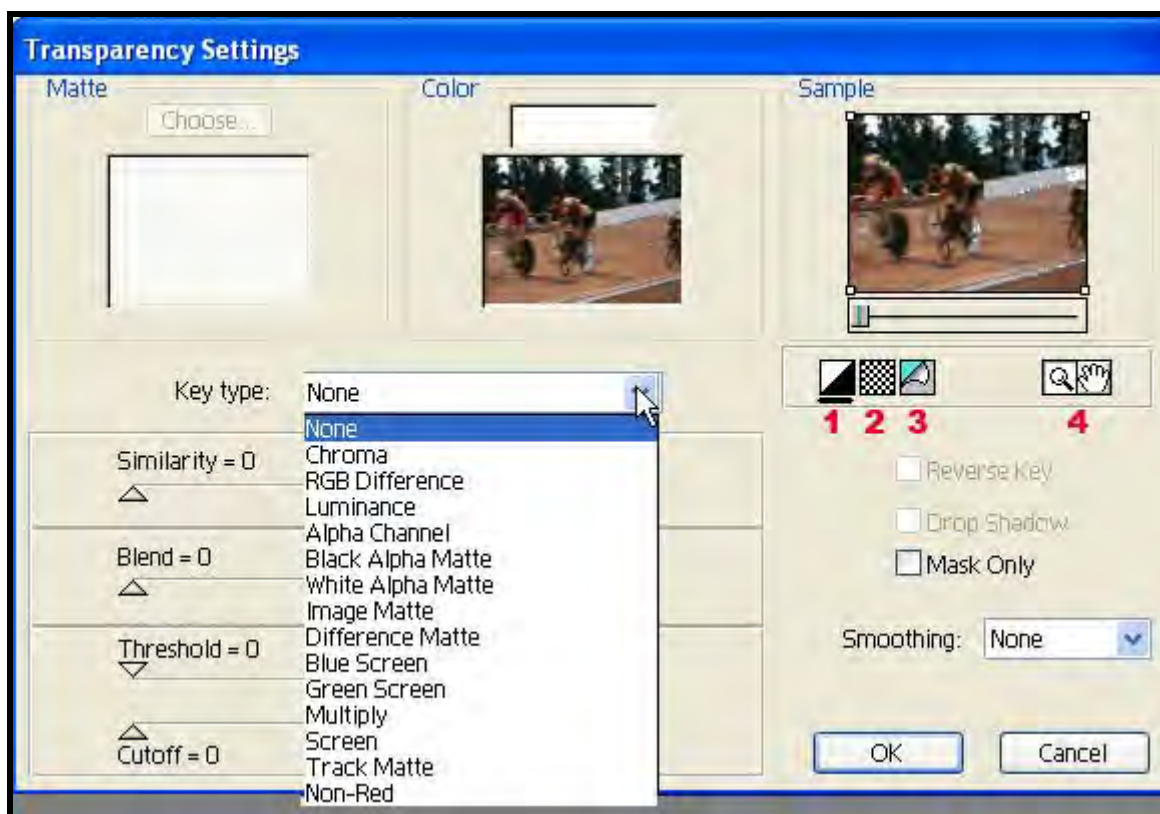 Transparency Settings
Matte
Color
Sample
Choose...
Key type:
None
None
Chroma
RGB Difference
Luminance
Alpha Channel
Black Alpha Matte
White Alpha Matte
Image Matte
Difference Matte
Blue Screen
Green Screen
Multiply
Screen
Track Matte
Non-Red
Similarity = 0
Blend = 0
Threshold = 0
Cutoff = 0
1 2 3 4
Reverse Key
Drop Shadow
Mask Only
Smoothing: None
OK Cancel